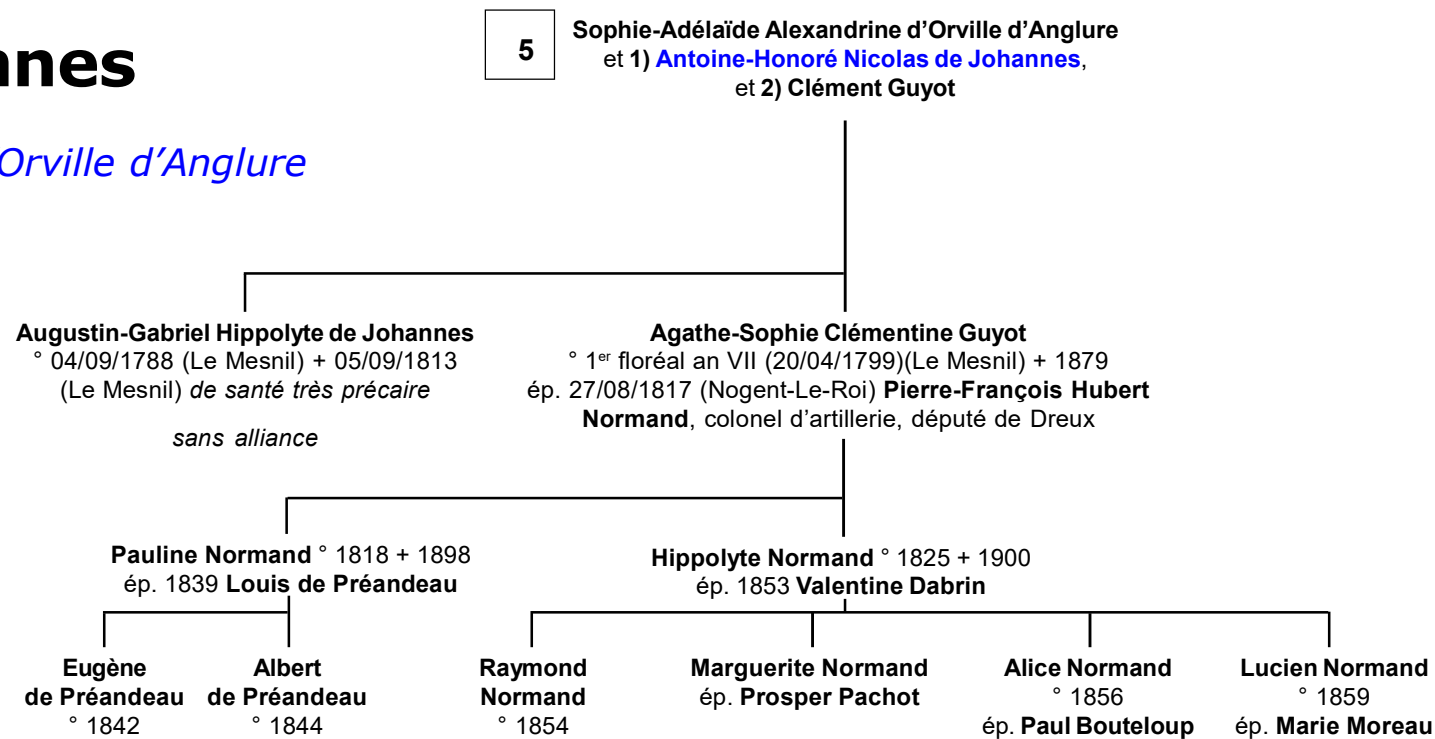 nnes
Orville d’Anglure
5
Sophie-Adélaïde Alexandrine d’Orville d’Anglure
et 1) Antoine-Honoré Nicolas de Johannes,
et 2) Clément Guyot
Augustin-Gabriel Hippolyte de Johannes
° 04/09/1788 (Le Mesnil) + 05/09/1813
(Le Mesnil) de santé très précaire
sans alliance
Agathe-Sophie Clémentine Guyot
° 1er floréal an VII (20/04/1799)(Le Mesnil) + 1879
ép. 27/08/1817 (Nogent-Le-Roi) Pierre-François Hubert
Normand, colonel d’artillerie, député de Dreux
Pauline Normand ° 1818 + 1898
ép. 1839 Louis de Préandeau
Hippolyte Normand ° 1825 + 1900
ép. 1853 Valentine Dabrin
Eugène
de Préandeau
° 1842
Albert
de Préandeau
° 1844
Raymond
Normand
° 1854
Marguerite Normand
ép. Prosper Pachot
Alice Normand
° 1856
ép. Paul Bouteloup
Lucien Normand
° 1859
ép. Marie Moreau